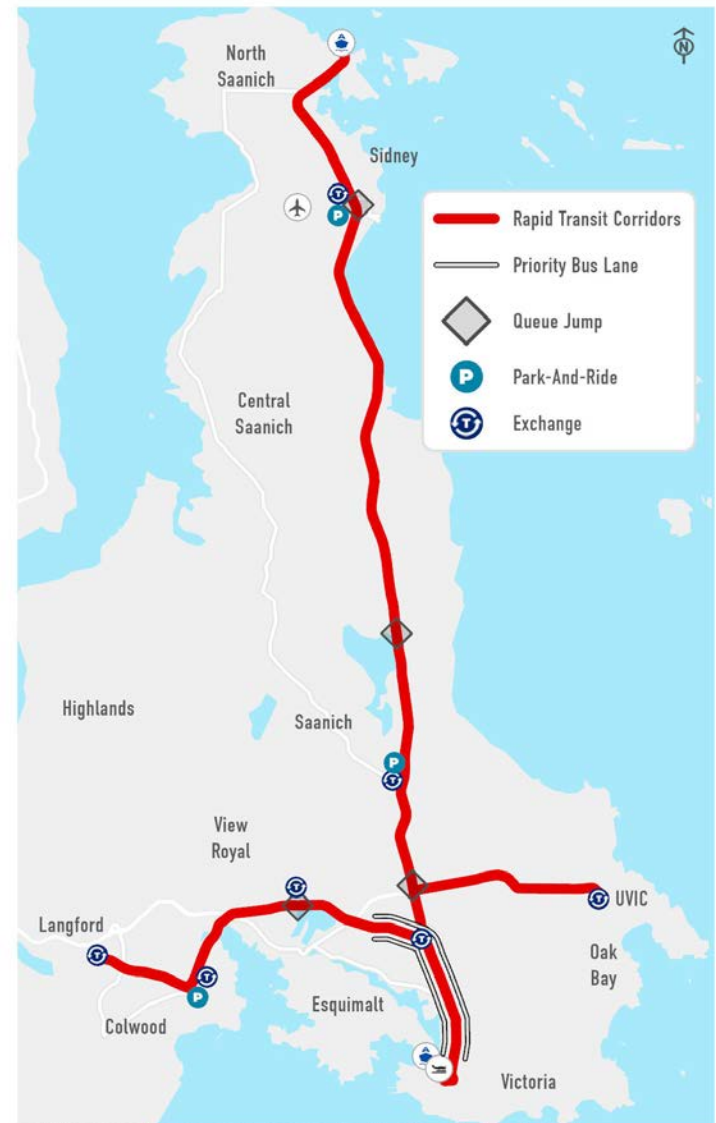 North
Saanich
N
Sidney
T
P
Rapid Transit Corridors
Priority Bus Lane
Queue Jump
P
Park-And-Ride
T
Exchange
Central
Saanich
Highlands
Saanich
P
T
View
Royal
T
Langford
T
T
UVIC
T
T
P
Oak
Bay
Esquimalt
Colwood
Victoria